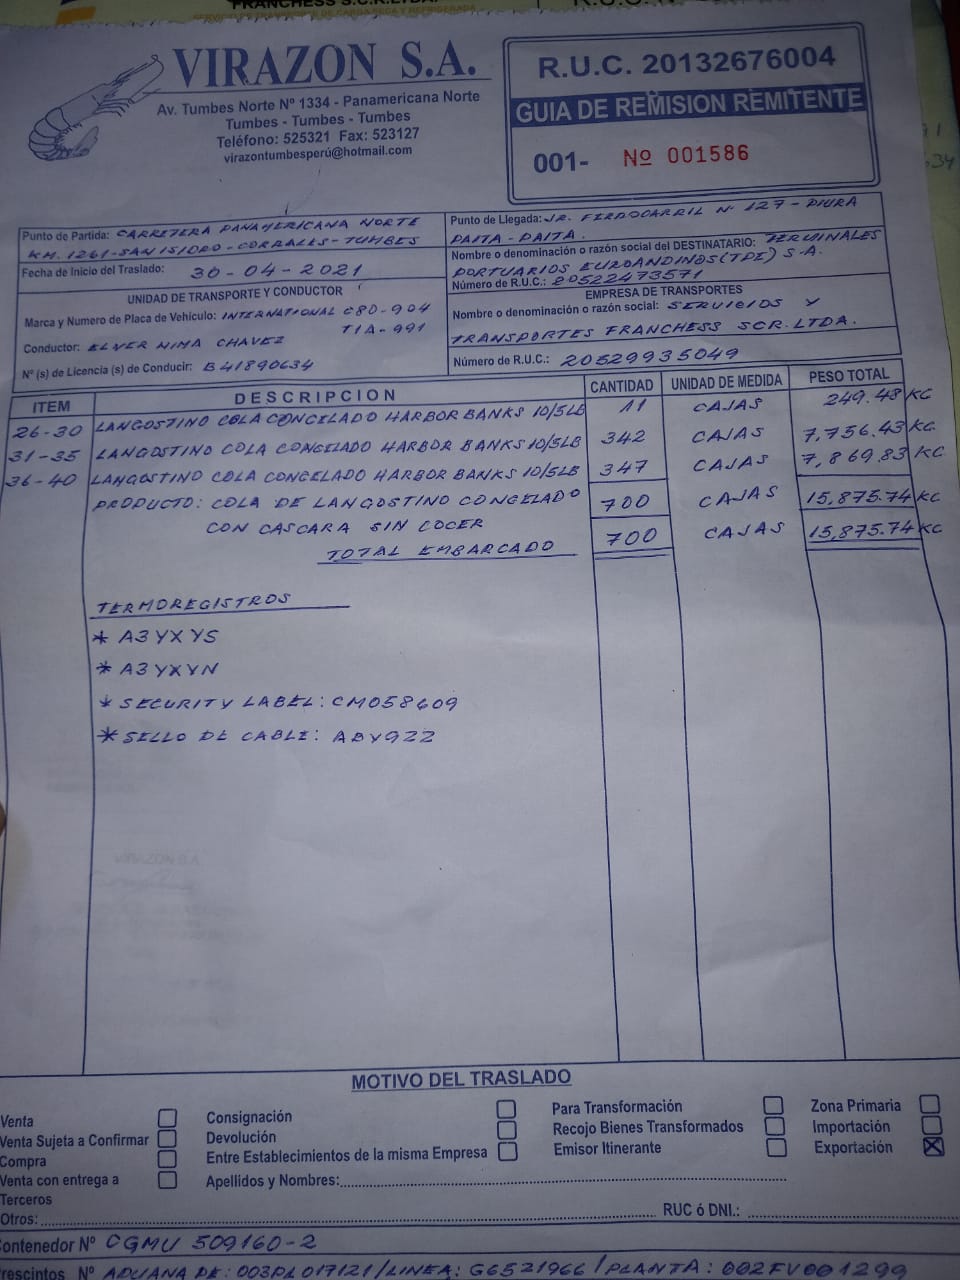 FRANCHESS S.C.R.LTDA.
VIRAZON S.A.
Av. Tumbes Norte Nº 1334 - Panamericana Norte
Tumbes - Tumbes - Tumbes
Teléfono: 525321 Fax: 523127
virazontumbesperú@hotmail.com
R.U.C. 20132676004
GUIA DE REMISION REMITENTE
001- Nº 001586
Punto de Partida: CARRETERA PANAMERICANA NORTE
KM. 1261-SAN ISIDRO-CORRALES-TUMBES
Fecha de Inicio del Traslado: 30-04-2021
UNIDAD DE TRANSPORTE Y CONDUCTOR
Marca y Numero de Placa de Vehículo: INTERNATIONAL C80-904
T1A-991
Conductor: ELVER NIMA CHAVEZ
Nº (s) de Licencia (s) de Conducir: B41890634
Punto de Llegada: JR. FERROCARRIL N. 127 - PIURA
PAITA-PAITA.
Nombre o denominación o razón social del DESTINATARIO: TERMINALES
PORTUARIOS EUROANDINOS(TPE) S.A.
Número de R.U.C.: 20522473571
EMPRESA DE TRANSPORTES
Nombre o denominación o razón social: SERVICIOS Y
TRANSPORTES FRANCHESS SCR.LTDA.
Número de R.U.C.: 20529935049
ITEM DESCRIPCION CANTIDAD UNIDAD DE MEDIDA PESO TOTAL
26-30 LANGOSTINO COLA CONGELADO HARBOR BANKS 10/5LB 11 CAJAS 249.48 KG
31-35 LANGOSTINO COLA CONGELADO HARBOR BANKS 10/5LB 342 CAJAS 7,756.43 KG
36-40 LANGOSTINO COLA CONGELADO HARBOR BANKS 10/5LB 347 CAJAS 7,869.83 KG
PRODUCTO: COLA DE LANGOSTINO CONGELADO 700 CAJAS 15,875.74 KG
CON CASCARA SIN COCER
TOTAL EMBARCADO 700 CAJAS 15,875.74 KG
TERMOREGISTROS
* A3YXYS
* A3YXYN
* SECURITY LABEL: CM058609
* SELLO DE CABLE: ABY922
MOTIVO DEL TRASLADO
Venta
Venta Sujeta a Confirmar
Compra
Venta con entrega a
Terceros
Otros:
Consignación
Devolución
Entre Establecimientos de la misma Empresa
Apellidos y Nombres:
Para Transformación
Recojo Bienes Transformados
Emisor Itinerante
Zona Primaria
Importación
Exportación X
RUC ó DNI.:
Contenedor Nº CGMU 509160-2
Prescintos Nº ADUANA DE: 003PL017121/LINEA: G6521966/PLANTA: 002FV001299